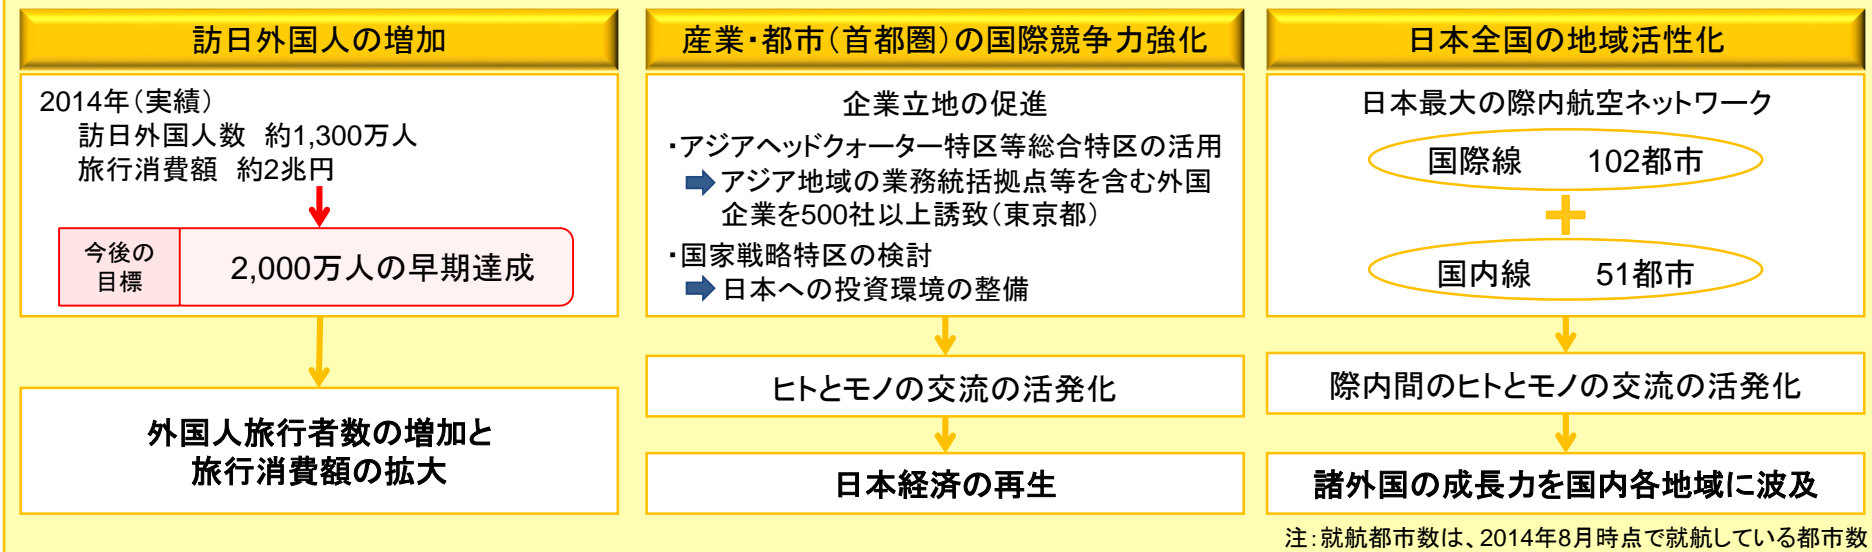 訪日外国人の増加
2014年（実績）
訪日外国人数　約1,300万人
旅行消費額　約2兆円
今後の
目標
2,000万人の早期達成
外国人旅行者数の増加と
旅行消費額の拡大
産業・都市（首都圏）の国際競争力強化
企業立地の促進
・アジアヘッドクォーター特区等総合特区の活用
アジア地域の業務統括拠点等を含む外国
企業を500社以上誘致（東京都）
・国家戦略特区の検討
日本への投資環境の整備
ヒトとモノの交流の活発化
日本経済の再生
日本全国の地域活性化
日本最大の際内航空ネットワーク
国際線　102都市
国内線　51都市
際内間のヒトとモノの交流の活発化
諸外国の成長力を国内各地域に波及
注：就航都市数は、2014年8月時点で就航している都市数